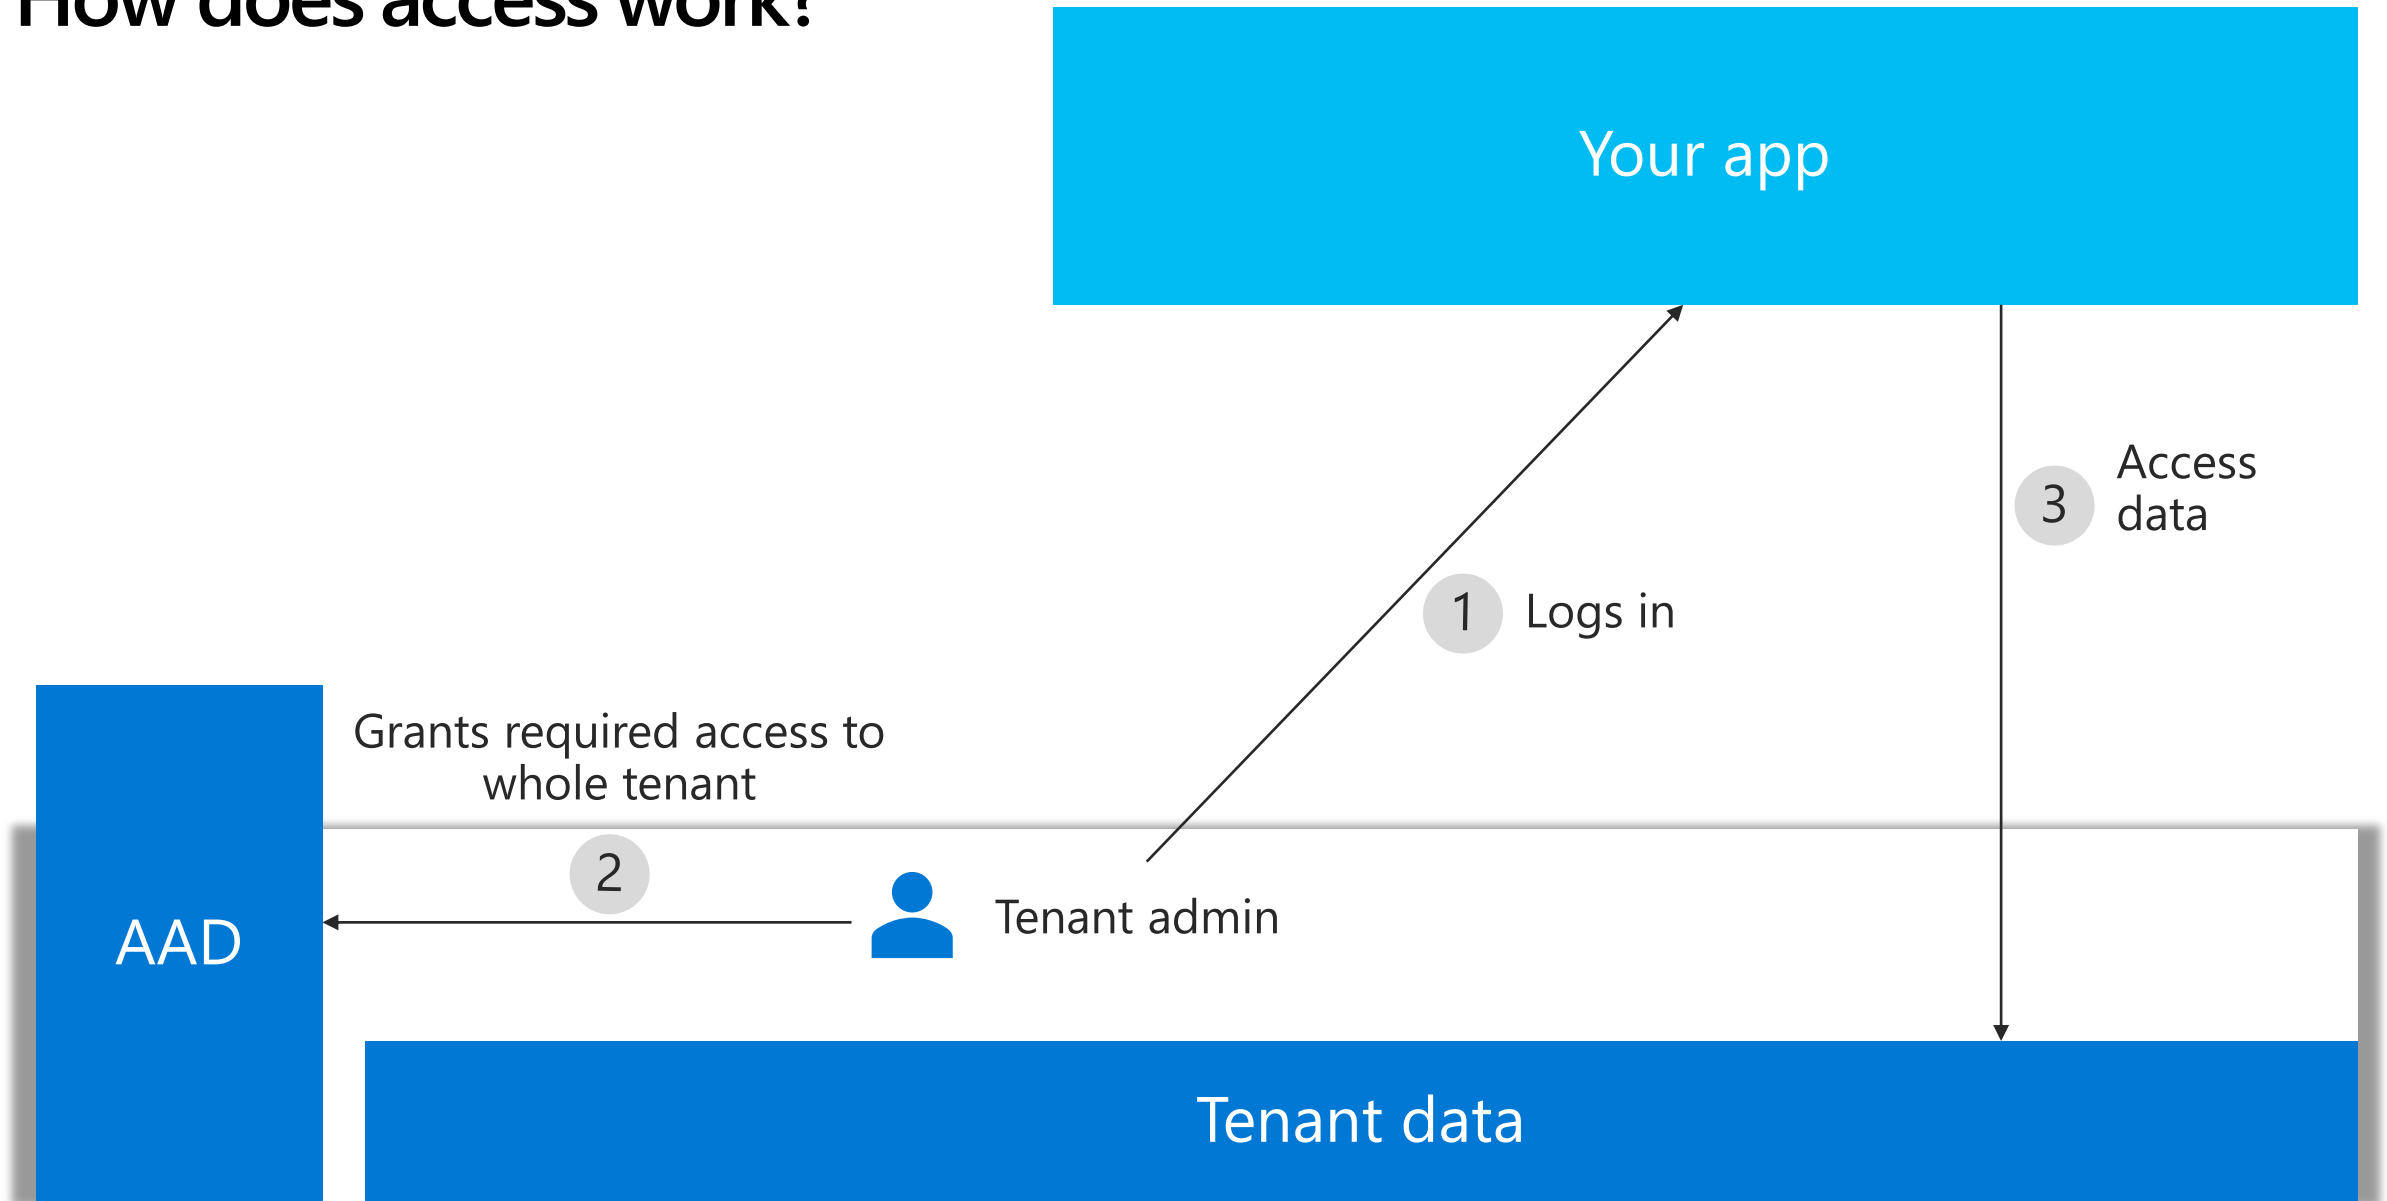 How does access work?
Your app
3
Access
data
1
Logs in
Grants required access to
whole tenant
2
AAD
Tenant admin
Tenant data